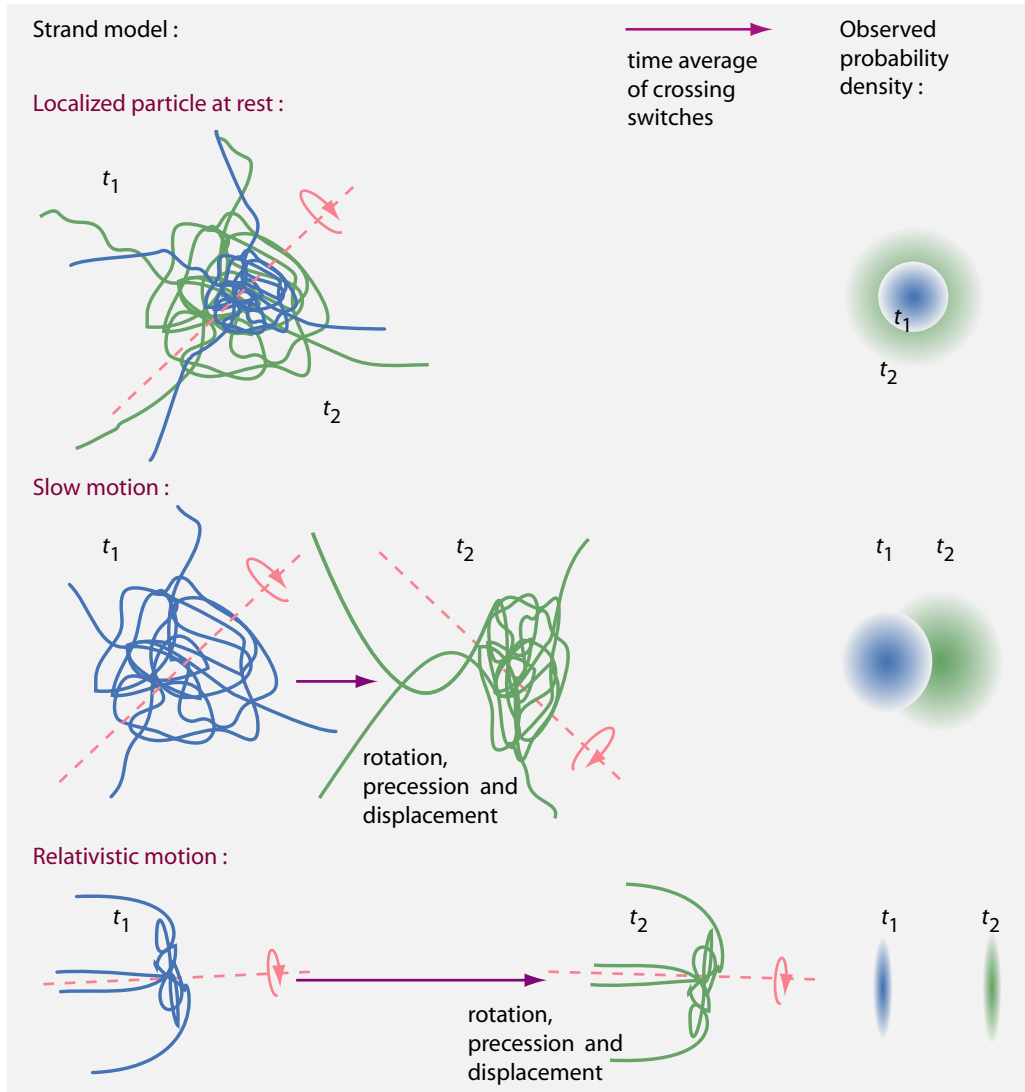 Strand model :
time average
of crossing
switches
Observed
probability
density :
Localized particle at rest :
t1
t2
t1
t2
Slow motion :
t1
t2
rotation,
precession and
displacement
t1
t2
Relativistic motion :
t1
t2
rotation,
precession and
displacement
t1
t2